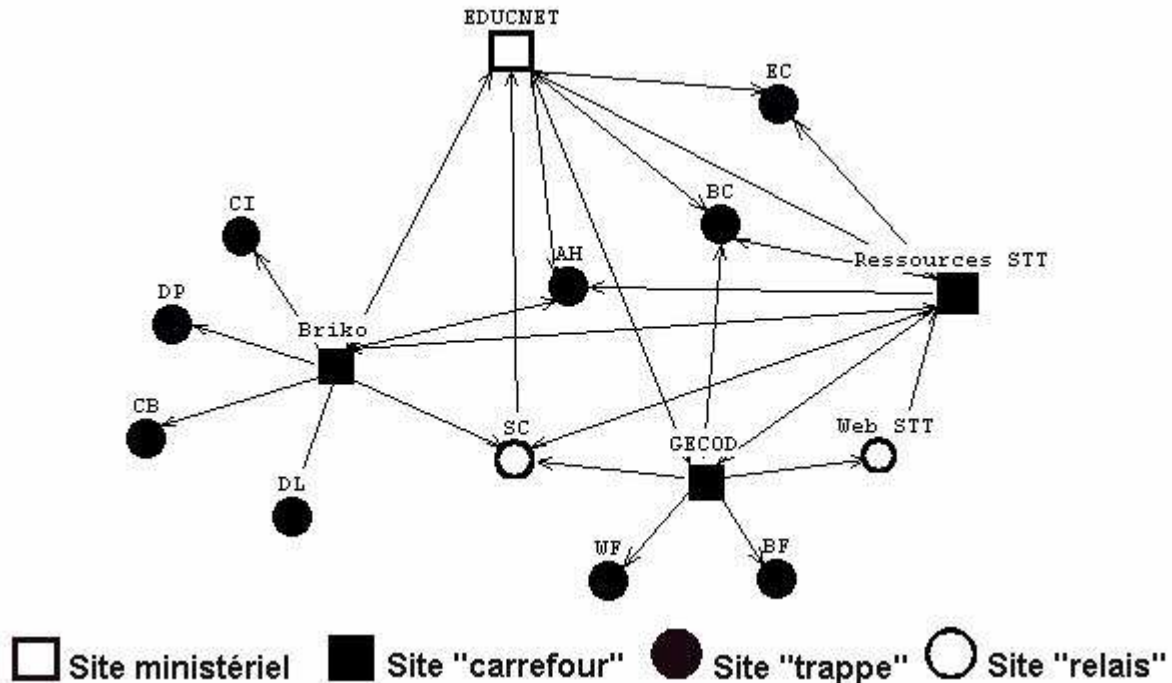 EDUCNET
EC
CI
BC
AH
Ressources STT
DP
Briko
CB
SC
Web STT
GECOD
DL
WF
BF
Site ministériel
Site "carrefour"
Site "trappe"
Site "relais"